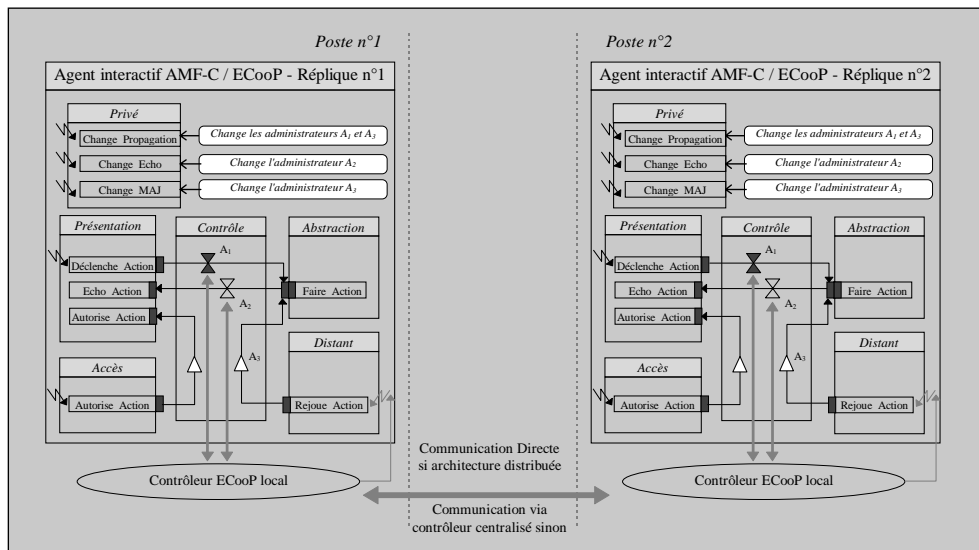 Poste n°1
Agent interactif AMF-C / ECooP - Réplique n°1
Privé
Change Propagation
Change les administrateurs A1 et A3
Change Echo
Change l'administrateur A2
Change MAJ
Change l'administrateur A3
Présentation
Contrôle
Abstraction
Déclenche Action
A1
Echo Action
Faire Action
A2
Autorise Action
Distant
A3
Accès
Autorise Action
Rejoue Action
Contrôleur ECooP local
Communication Directe
si architecture distribuée
Communication via
contrôleur centralisé sinon
Poste n°2
Agent interactif AMF-C / ECooP - Réplique n°2
Privé
Change Propagation
Change les administrateurs A1 et A3
Change Echo
Change l'administrateur A2
Change MAJ
Change l'administrateur A3
Présentation
Contrôle
Abstraction
Déclenche Action
A1
Echo Action
Faire Action
A2
Autorise Action
Distant
A3
Accès
Autorise Action
Rejoue Action
Contrôleur ECooP local